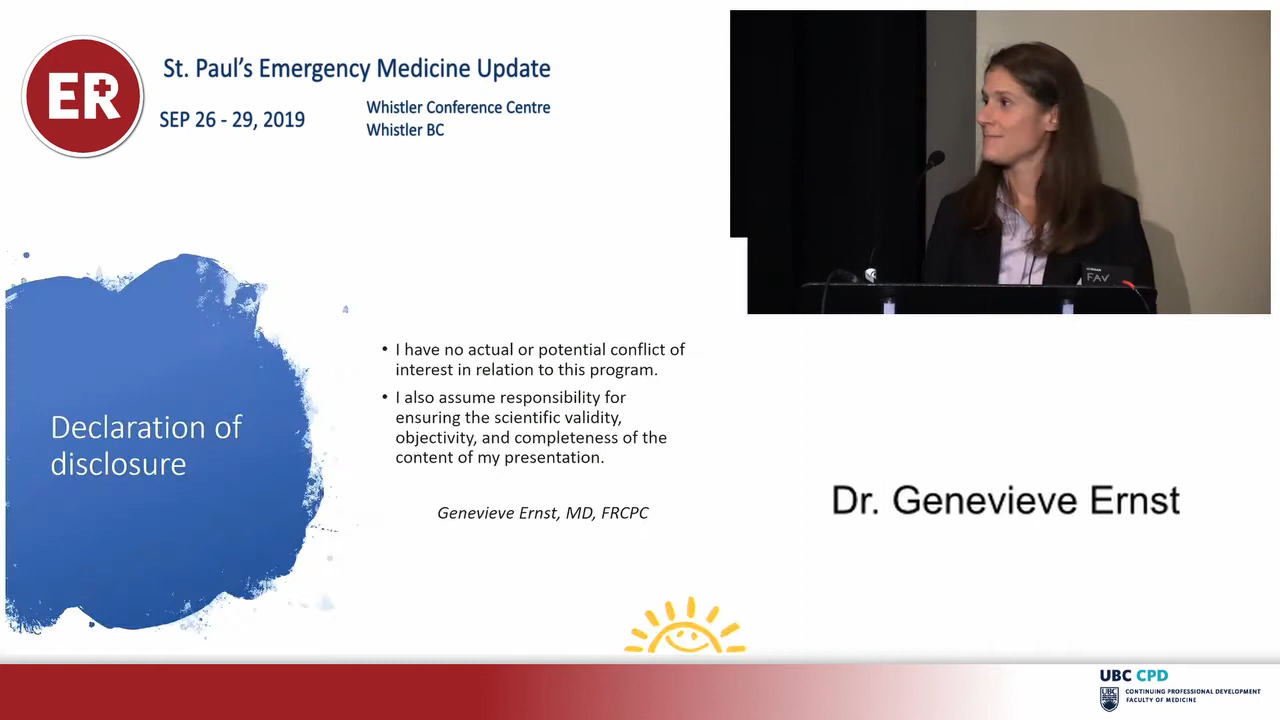 ER
St. Paul's Emergency Medicine Update
SEP 26 - 29, 2019
Whistler Conference Centre
Whistler BC
FAV
Declaration of
disclosure
• I have no actual or potential conflict of
interest in relation to this program.
• I also assume responsibility for
ensuring the scientific validity,
objectivity, and completeness of the
content of my presentation.
Genevieve Ernst, MD, FRCPC
Dr. Genevieve Ernst
UBC CPD
UBC
CONTINUING PROFESSIONAL DEVELOPMENT
FACULTY OF MEDICINE